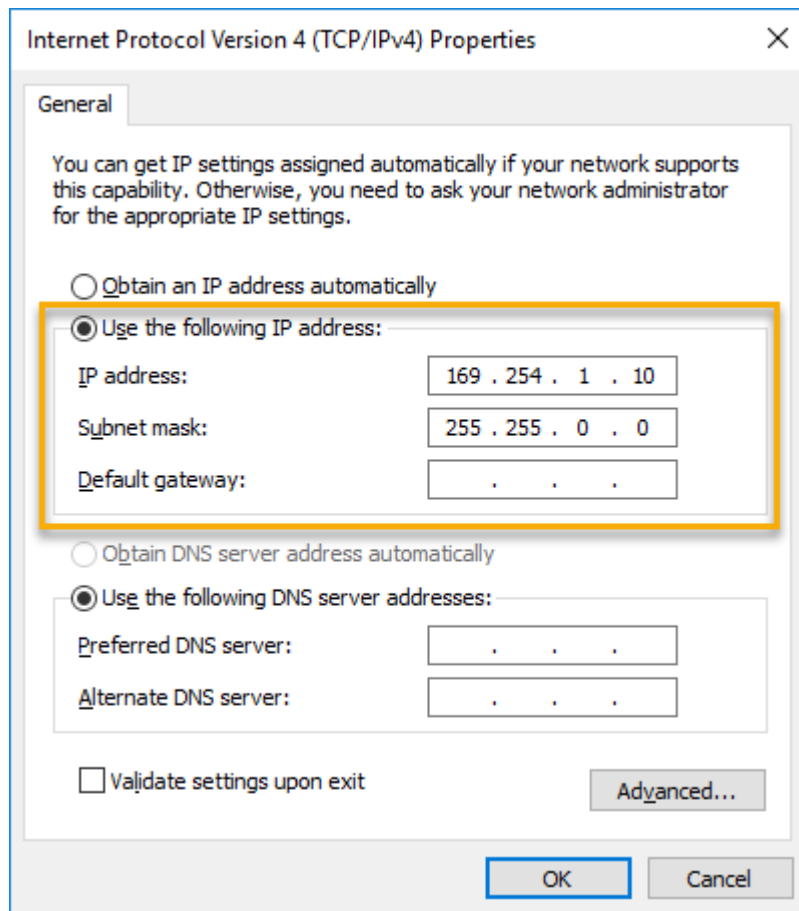 Internet Protocol Version 4 (TCP/IPv4) Properties
General
You can get IP settings assigned automatically if your network supports
this capability. Otherwise, you need to ask your network administrator
for the appropriate IP settings.
Obtain an IP address automatically
Use the following IP address:
IP address: 169 . 254 . 1 . 10
Subnet mask: 255 . 255 . 0 . 0
Default gateway: . . .
Obtain DNS server address automatically
Use the following DNS server addresses:
Preferred DNS server: . . .
Alternate DNS server: . . .
Validate settings upon exit
Advanced...
OK Cancel